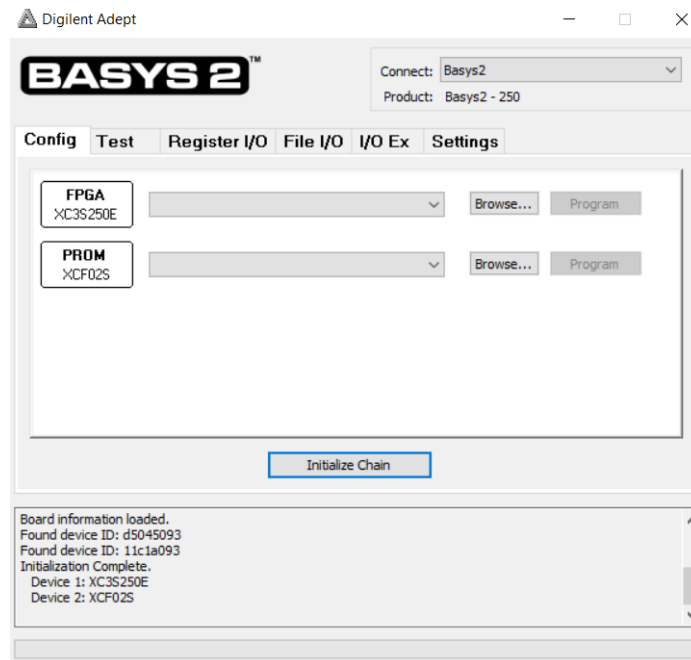 Digilent Adept
BASYS 2™
Connect: Basys2
Product: Basys2 - 250
Config Test Register I/O File I/O I/O Ex Settings
FPGA
XC3S250E
Browse... Program
PROM
XCF02S
Browse... Program
Initialize Chain
Board information loaded.
Found device ID: d5045093
Found device ID: 11c1a093
Initialization Complete.
Device 1: XC3S250E
Device 2: XCF02S